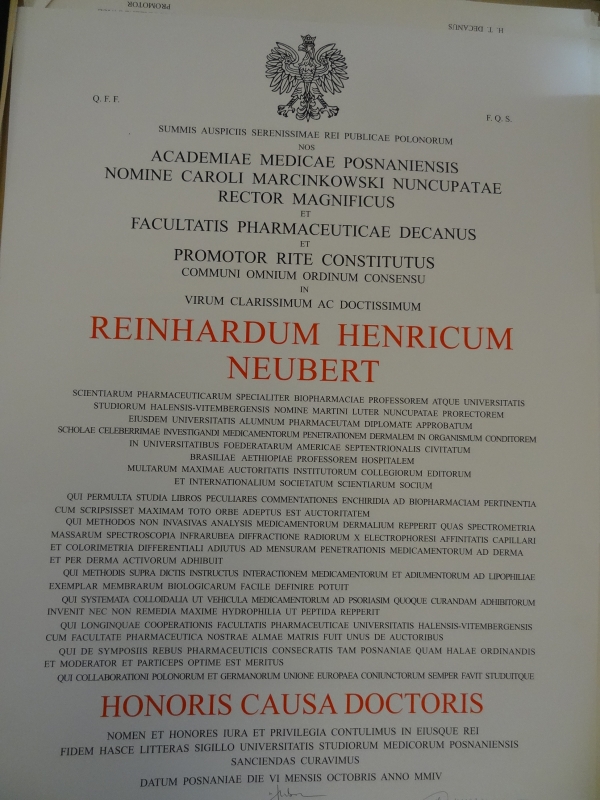 PROMOTOR
H. T. DECANUS
Q. F. F.
F. Q. S.
SUMMIS AUSPICIIS SERENISSIMAE REI PUBLICAE POLONORUM
NOS
ACADEMIAE MEDICAE POSNANIENSIS
NOMINE CAROLI MARCINKOWSKI NUNCUPATAE
RECTOR MAGNIFICUS
ET
FACULTATIS PHARMACEUTICAE DECANUS
ET
PROMOTOR RITE CONSTITUTUS
COMMUNI OMNIUM ORDINUM CONSENSU
IN
VIRUM CLARISSIMUM AC DOCTISSIMUM
REINHARDUM HENRICUM
NEUBERT
SCIENTIARUM PHARMACEUTICARUM SPECIALITER BIOPHARMACIAE PROFESSOREM ATQUE UNIVERSITATIS
STUDIORUM HALENSIS-VITEMBERGENSIS NOMINE MARTINI LUTER NUNCUPATAE PRORECTOREM
EIUSDEM UNIVERSITATIS ALUMNUM PHARMACEUTAM DIPLOMATE APPROBATUM
SCHOLAE CELEBERRIMAE INVESTIGANDI MEDICAMENTORUM PENETRATIONEM DERMALEM IN ORGANISMUM CONDITOREM
IN UNIVERSITATIBUS FOEDERATARUM AMERICAE SEPTENTRIONALIS CIVITATUM
BRASILIAE AETHIOPIAE PROFESSOREM HOSPITALEM
MULTARUM MAXIMAE AUCTORITATIS INSTITUTORUM COLLEGIORUM EDITORUM
ET INTERNATIONALIUM SOCIETATUM SCIENTIARUM SOCIUM
QUI PERMULTA STUDIA LIBROS PECULIARES COMMENTATIONES ENCHIRIDIA AD BIOPHARMACIAM PERTINENTIA
CUM SCRIPSISSET MAXIMAM TOTO ORBE ADEPTUS EST AUCTORITATEM
QUI METHODOS NON INVASIVAS ANALYSIS MEDICAMENTORUM DERMALIUM REPPERIT QUAS SPECTROMETRIA
MASSARUM SPECTROSCOPIA INFRARUBEA DIFFRACTIONE RADIORUM X ELECTROPHORESI AFFINITATIS CAPILLARI
ET COLORIMETRIA DIFFERENTIALI ADIUTUS AD MENSURAM PENETRATIONIS MEDICAMENTORUM AD DERMA
ET PER DERMA ACTIVORUM ADHIBUIT
QUI METHODIS SUPRA DICTIS INSTRUCTUS INTERACTIONEM MEDICAMENTORUM ET ADIUMENTORUM AD LIPOPHILIAE
EXEMPLAR MEMBRARUM BIOLOGICARUM FACILE DEFINIRE POTUIT
QUI SYSTEMATA COLLOIDALIA UT VEHICULA MEDICAMENTORUM AD PSORIASIM QUOQUE CURANDAM ADHIBITORUM
INVENIT NEC NON REMEDIA MAXIME HYDROPHILIA UT PEPTIDA REPPERIT
QUI LONGINQUAE COOPERATIONIS FACULTATIS PHARMACEUTICAE UNIVERSITATIS HALENSIS-VITEMBERGENSIS
CUM FACULTATE PHARMACEUTICA NOSTRAE ALMAE MATRIS FUIT UNUS DE AUCTORIBUS
QUI DE SYMPOSIIS REBUS PHARMACEUTICIS CONSECRATIS TAM POSNANIAE QUAM HALAE ORDINANDIS
ET MODERATOR ET PARTICEPS OPTIME EST MERITUS
QUI COLLABORATIONI POLONORUM ET GERMANORUM UNIONE EUROPAEA CONIUNCTORUM SEMPER FAVIT STUDUITQUE
HONORIS CAUSA DOCTORIS
NOMEN ET HONORES IURA ET PRIVILEGIA CONTULIMUS IN EIUSQUE REI
FIDEM HASCE LITTERAS SIGILLO UNIVERSITATIS STUDIORUM MEDICORUM POSNANIENSIS
SANCIENDAS CURAVIMUS
DATUM POSNANIAE DIE VI MENSIS OCTOBRIS ANNO MMIV